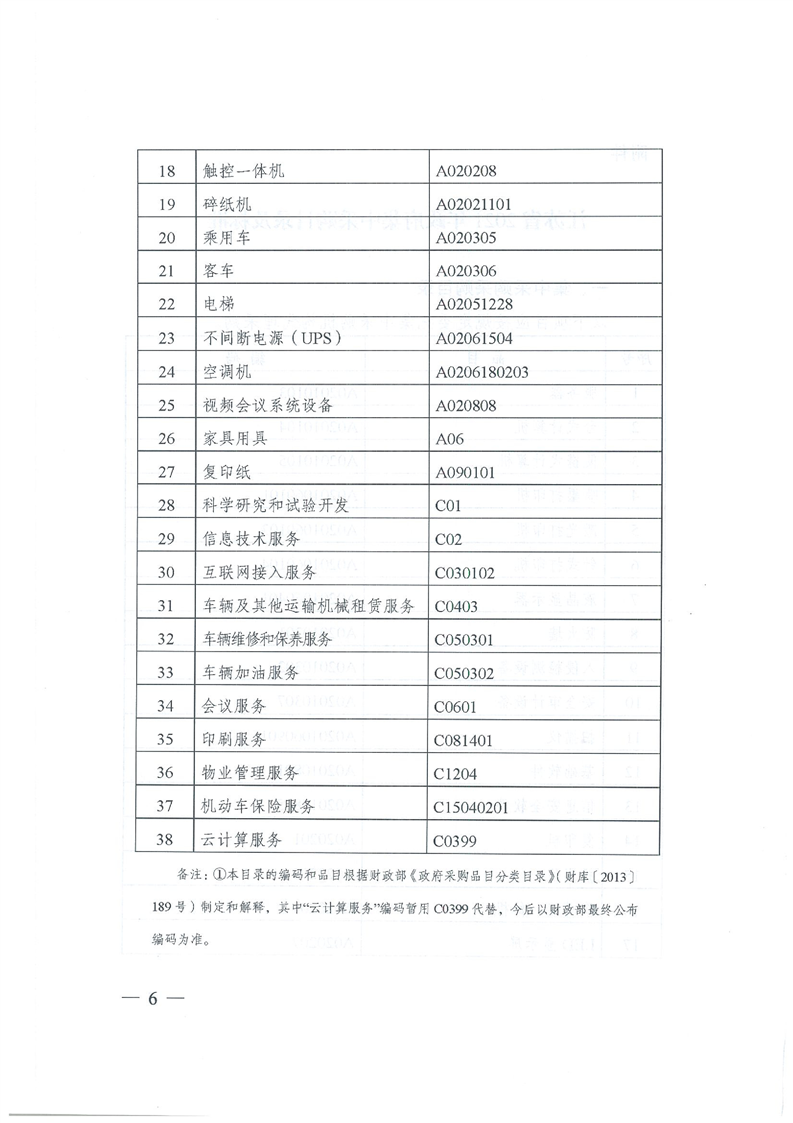 18 触控一体机 A020208
19 碎纸机 A02021101
20 乘用车 A020305
21 客车 A020306
22 电梯 A02051228
23 不间断电源（UPS） A02061504
24 空调机 A0206180203
25 视频会议系统设备 A020808
26 家具用具 A06
27 复印纸 A090101
28 科学研究和试验开发 C01
29 信息技术服务 C02
30 互联网接入服务 C030102
31 车辆及其他运输机械租赁服务 C0403
32 车辆维修和保养服务 C050301
33 车辆加油服务 C050302
34 会议服务 C0601
35 印刷服务 C081401
36 物业管理服务 C1204
37 机动车保险服务 C15040201
38 云计算服务 C0399
备注：①本目录的编码和品目根据财政部《政府采购品目分类目录》（财库〔2013〕
189号）制定和解释，其中“云计算服务”编码暂用C0399代替，今后以财政部最终公布
编码为准。
— 6 —